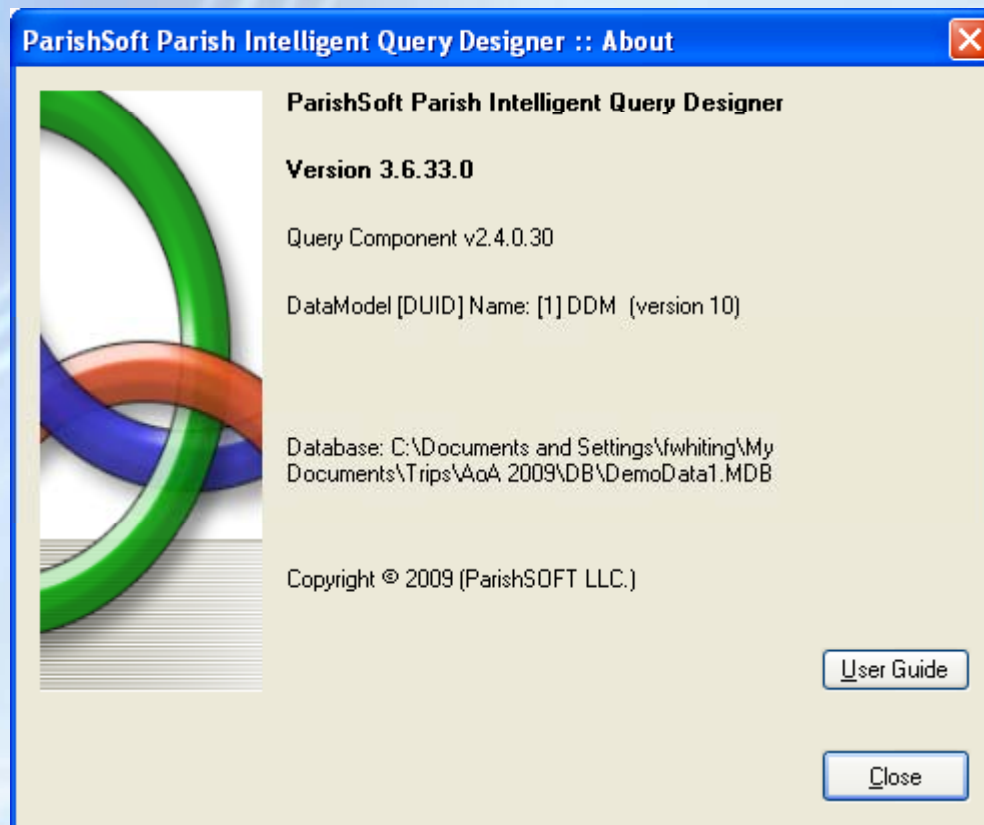 ParishSoft Parish Intelligent Query Designer :: About
ParishSoft Parish Intelligent Query Designer
Version 3.6.33.0
Query Component v2.4.0.30
DataModel [DUID] Name: [1] DDM (version 10)
Database: C:\Documents and Settings\fwhiting\My
Documents\Trips\AoA 2009\DB\DemoData1.MDB
Copyright © 2009 (ParishSOFT LLC.)
User Guide
Close